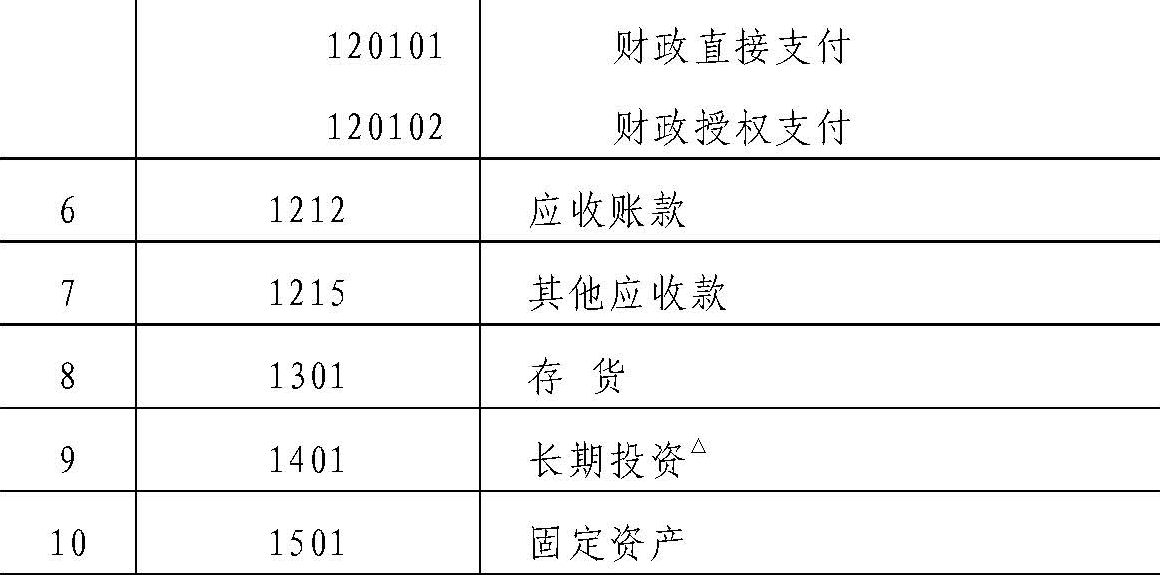 120101 财政直接支付
120102 财政授权支付
6 1212 应收账款
7 1215 其他应收款
8 1301 存 货
9 1401 长期投资△
10 1501 固定资产